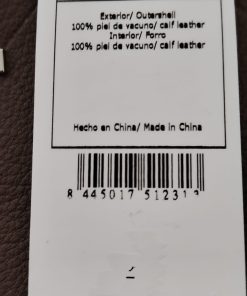 Exterior/ Outershell
100% piel de vacuno/ calf leather
Interior/ Forro
100% piel de vacuno/ calf leather
Hecho en China/ Made in China
8 445017 512313